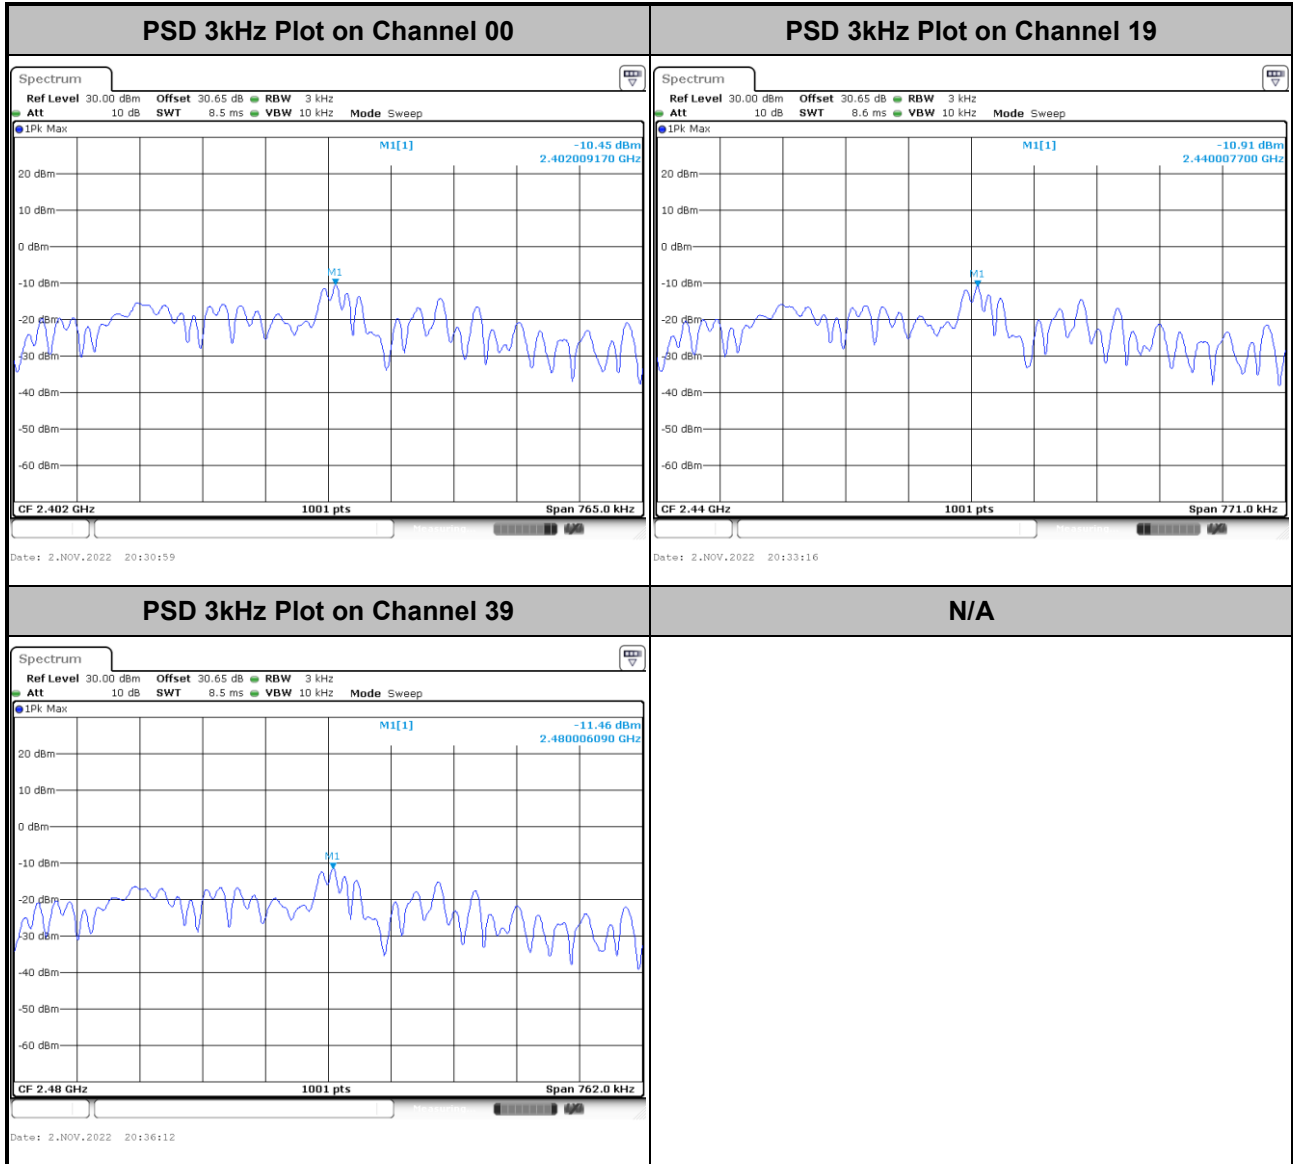 PSD 3kHz Plot on Channel 00
PSD 3kHz Plot on Channel 19
Spectrum
Ref Level 30.00 dBm Offset 30.65 dB RBW 3 kHz
Att 10 dB SWT 8.5 ms VBW 10 kHz Mode Sweep
1Pk Max
M1[1] -10.45 dBm
2.402009170 GHz
20 dBm
10 dBm
0 dBm
M1
-10 dBm
-20 dBm
-30 dBm
-40 dBm
-50 dBm
-60 dBm
CF 2.402 GHz 1001 pts Span 765.0 kHz
Measuring
Date: 2.NOV.2022 20:30:59
Spectrum
Ref Level 30.00 dBm Offset 30.65 dB RBW 3 kHz
Att 10 dB SWT 8.6 ms VBW 10 kHz Mode Sweep
1Pk Max
M1[1] -10.91 dBm
2.440007700 GHz
20 dBm
10 dBm
0 dBm
M1
-10 dBm
-20 dBm
-30 dBm
-40 dBm
-50 dBm
-60 dBm
CF 2.44 GHz 1001 pts Span 771.0 kHz
Measuring
Date: 2.NOV.2022 20:33:16
PSD 3kHz Plot on Channel 39
N/A
Spectrum
Ref Level 30.00 dBm Offset 30.65 dB RBW 3 kHz
Att 10 dB SWT 8.5 ms VBW 10 kHz Mode Sweep
1Pk Max
M1[1] -11.46 dBm
2.480006090 GHz
20 dBm
10 dBm
0 dBm
M1
-10 dBm
-20 dBm
-30 dBm
-40 dBm
-50 dBm
-60 dBm
CF 2.48 GHz 1001 pts Span 762.0 kHz
Measuring
Date: 2.NOV.2022 20:36:12